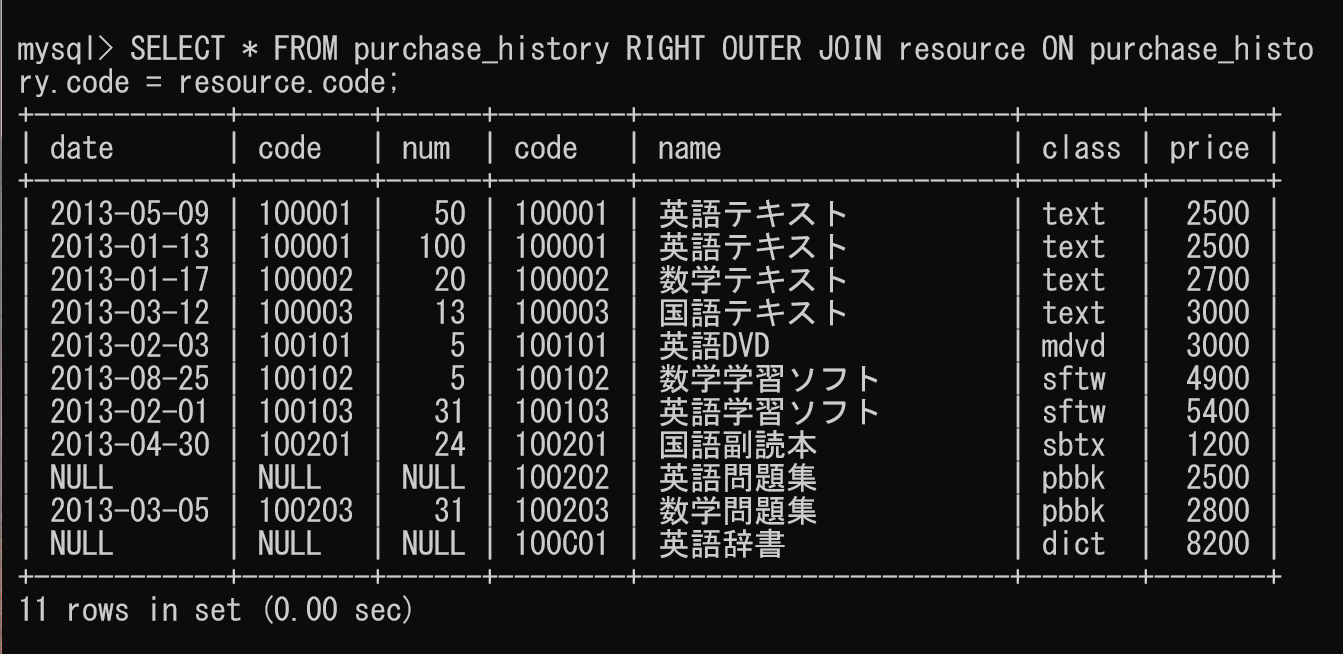 mysql> SELECT * FROM purchase_history RIGHT OUTER JOIN resource ON purchase_histo
ry.code = resource.code;
+------------+--------+------+--------+-----------------------+-------+-------+
| date       | code   | num  | code   | name                  | class | price |
+------------+--------+------+--------+-----------------------+-------+-------+
| 2013-05-09 | 100001 |   50 | 100001 | 英語テキスト          | text  |  2500 |
| 2013-01-13 | 100001 |  100 | 100001 | 英語テキスト          | text  |  2500 |
| 2013-01-17 | 100002 |   20 | 100002 | 数学テキスト          | text  |  2700 |
| 2013-03-12 | 100003 |   13 | 100003 | 国語テキスト          | text  |  3000 |
| 2013-02-03 | 100101 |    5 | 100101 | 英語DVD               | mdvd  |  3000 |
| 2013-08-25 | 100102 |    5 | 100102 | 数学学習ソフト        | sftw  |  4900 |
| 2013-02-01 | 100103 |   31 | 100103 | 英語学習ソフト        | sftw  |  5400 |
| 2013-04-30 | 100201 |   24 | 100201 | 国語副読本            | sbtx  |  1200 |
| NULL       | NULL   | NULL | 100202 | 英語問題集            | pbbk  |  2500 |
| 2013-03-05 | 100203 |   31 | 100203 | 数学問題集            | pbbk  |  2800 |
| NULL       | NULL   | NULL | 100C01 | 英語辞書              | dict  |  8200 |
+------------+--------+------+--------+-----------------------+-------+-------+
11 rows in set (0.00 sec)